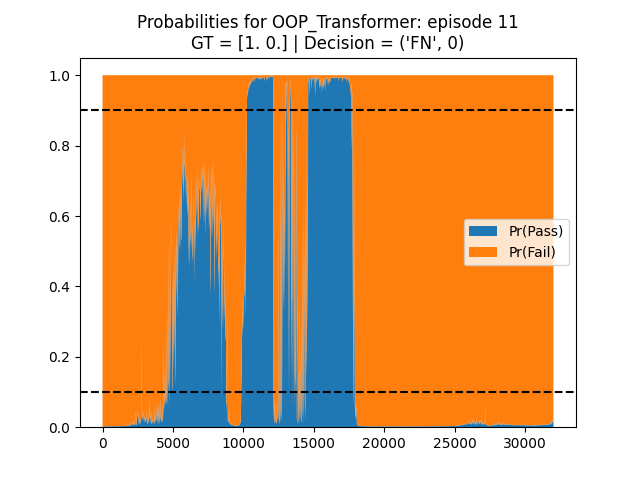 Probabilities for OOP_Transformer: episode 11
GT = [1. 0.] | Decision = ('FN', 0)
1.0
0.8
0.6
0.4
0.2
0.0
Pr(Pass)
Pr(Fail)
0 5000 10000 15000 20000 25000 30000